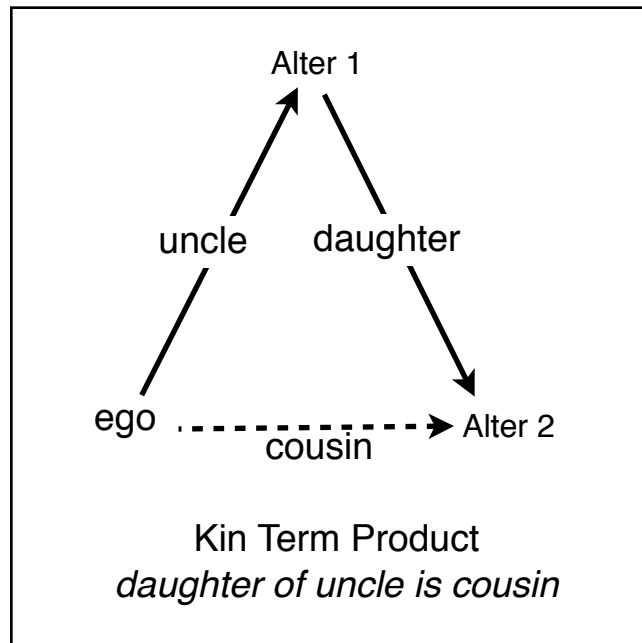 Alter 1
uncle daughter
ego
cousin
Alter 2
Kin Term Product
daughter of uncle is cousin